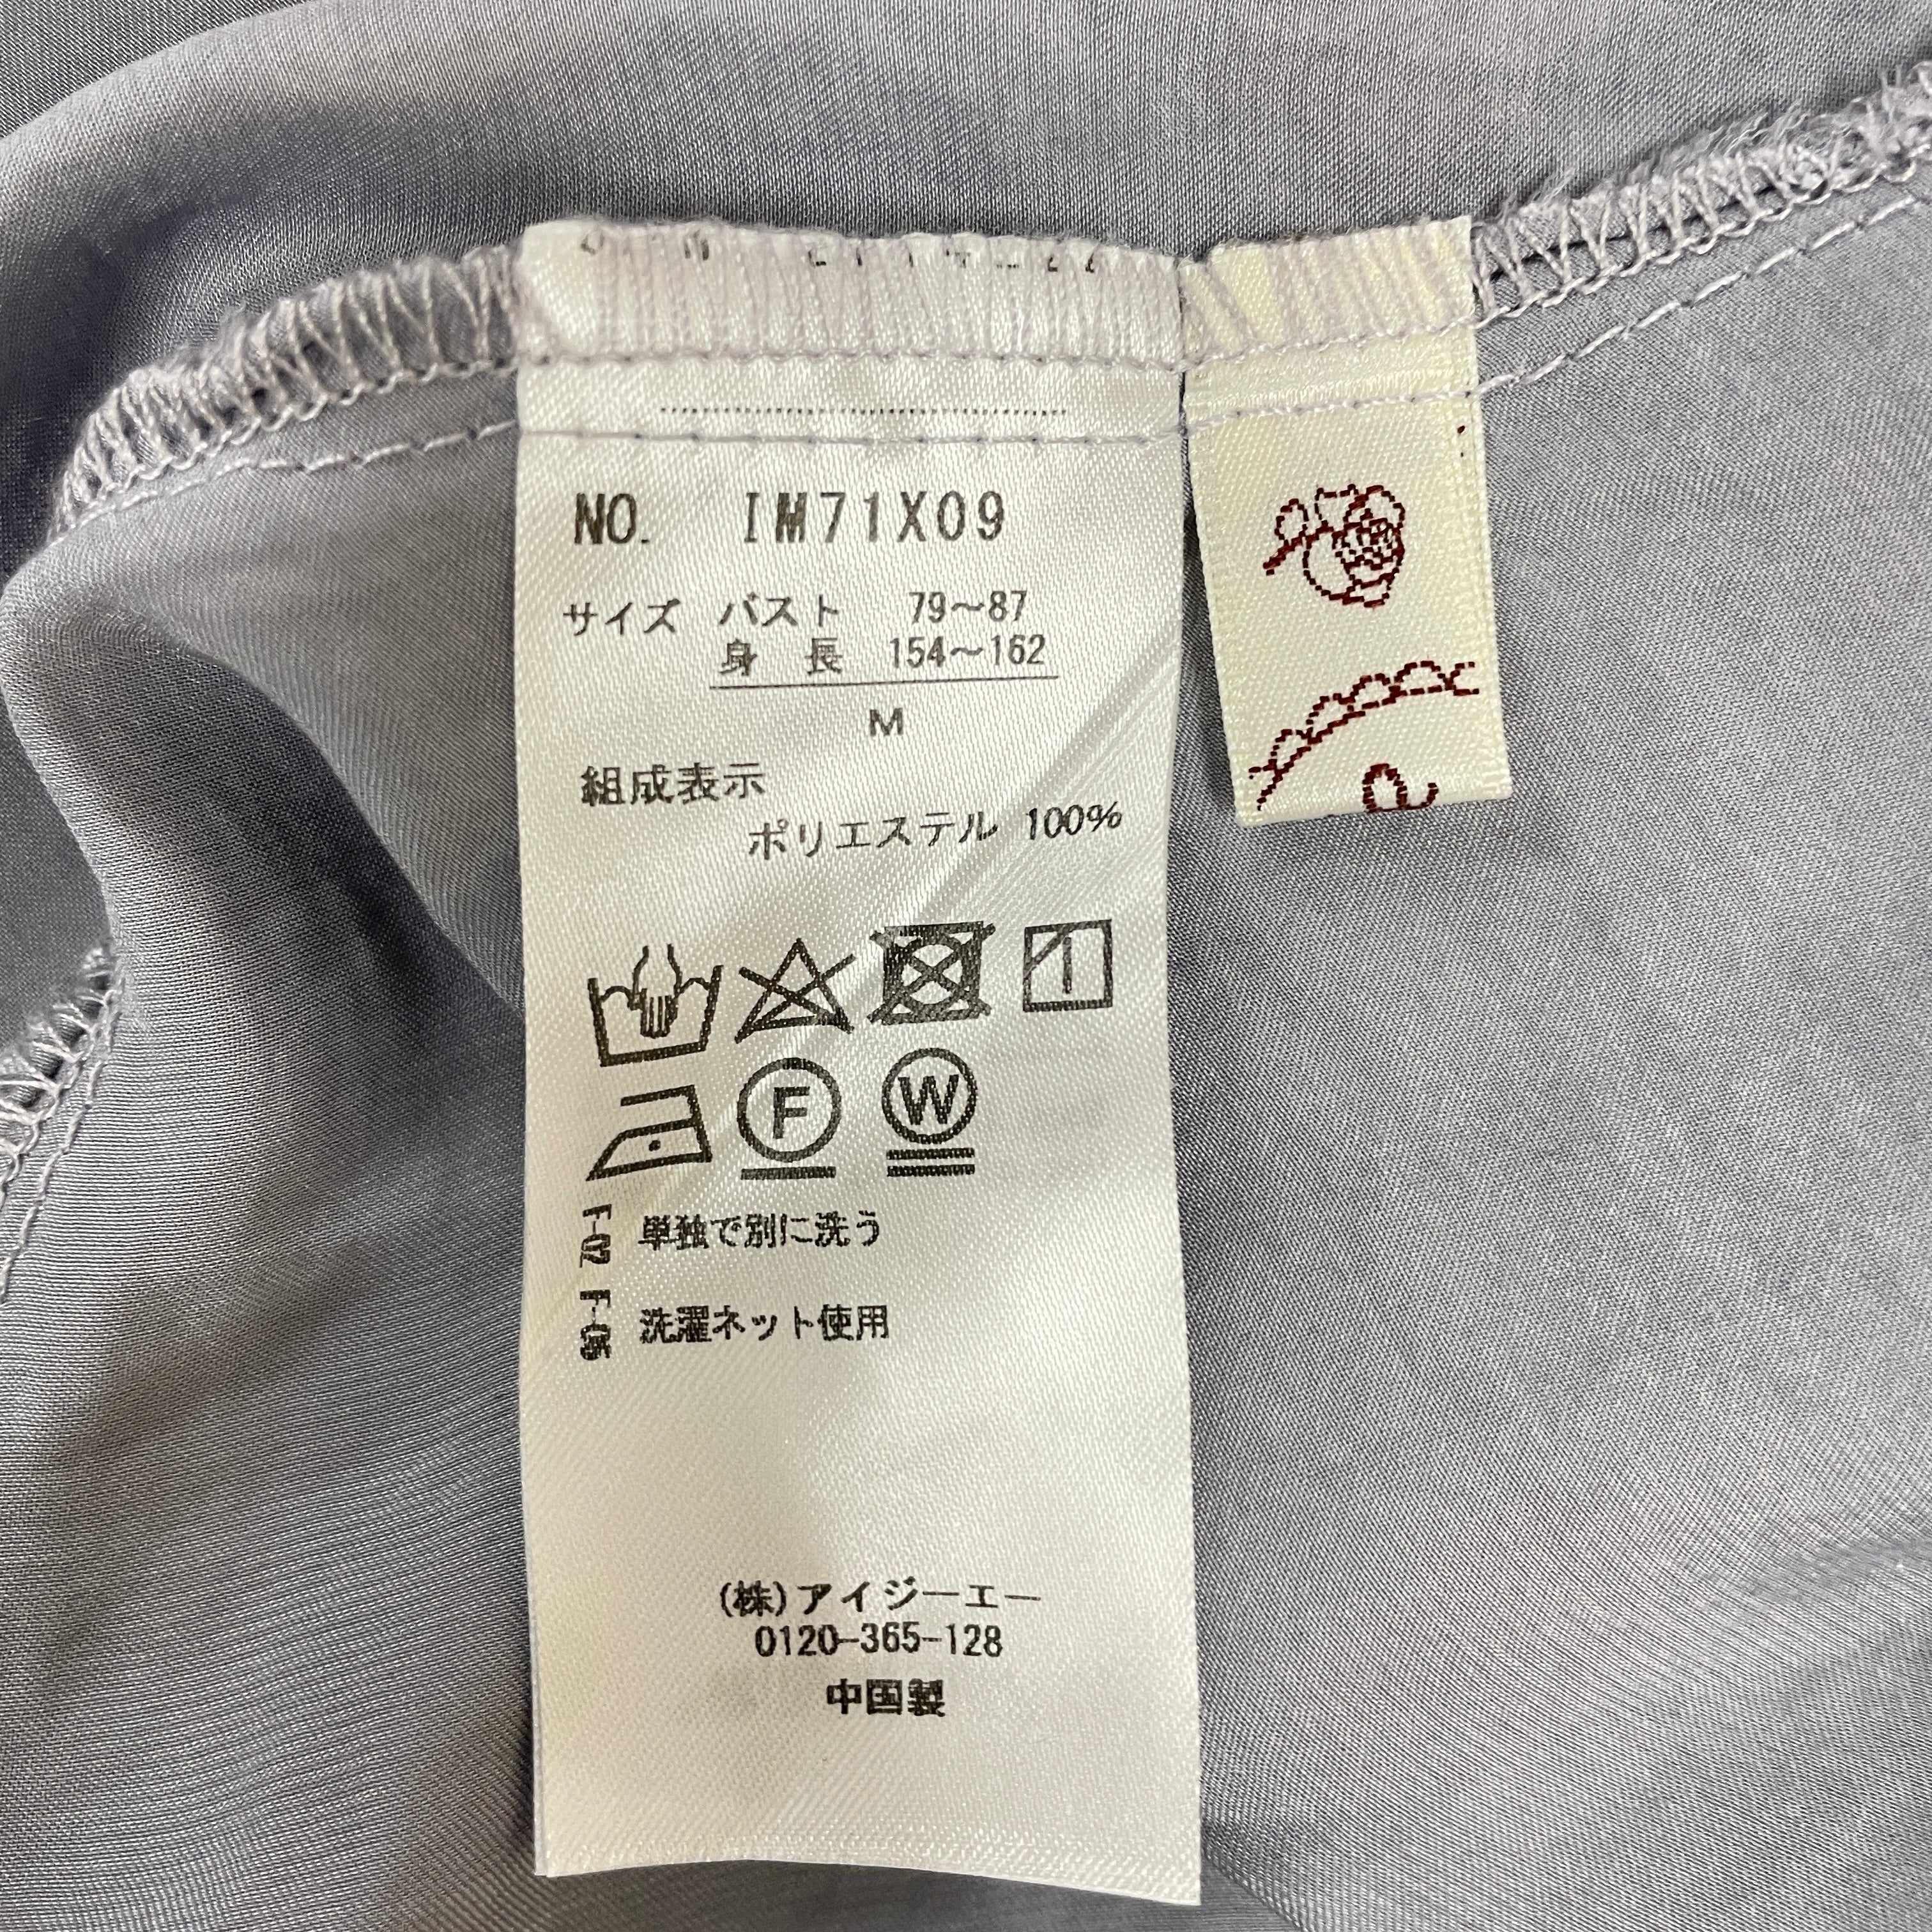 NO. IM71X09
サイズ バスト 79〜87
身 長 154〜162
M
組成表示
ポリエステル 100%
F
W
F-02 単独で別に洗う
F-05 洗濯ネット使用
(株)アイジーエー
0120-365-128
中国製